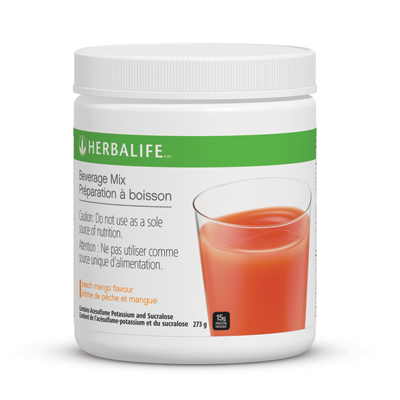 HERBALIFE
Beverage Mix
Préparation à boisson
Caution: Do not use as a sole
source of nutrition.
Attention : Ne pas utiliser comme
source unique d'alimentation.
peach mango flavour
arôme de pêche et mangue
Contains Acesulfame Potassium and Sucralose
Contient de l'acésulfame-potassium et du sucralose 273 g
15g